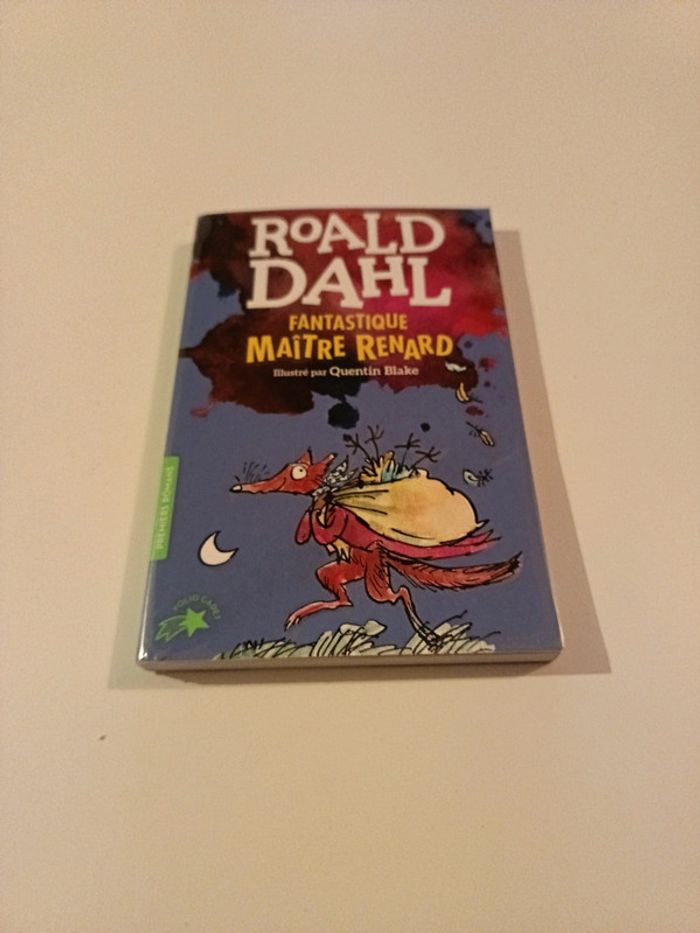 ROALD
DAHL
FANTASTIQUE
MAÎTRE RENARD
Illustré par Quentin Blake
PREMIERS ROMANS
FOLIO CADET